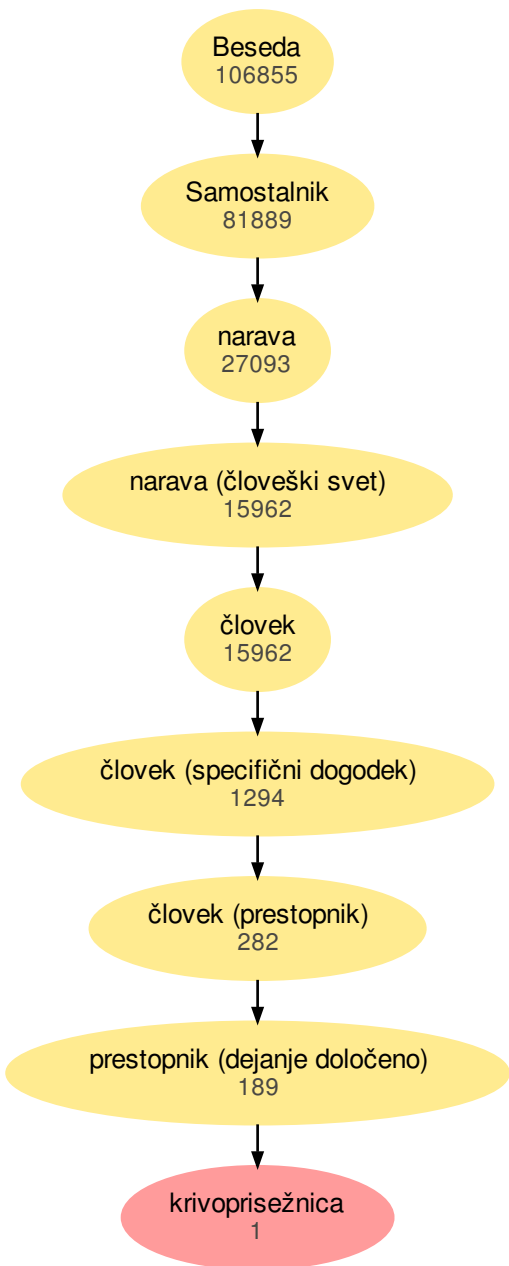 Beseda
106855
Samostalnik
81889
narava
27093
narava (človeški svet)
15962
človek
15962
človek (specifični dogodek)
1294
človek (prestopnik)
282
prestopnik (dejanje določeno)
189
krivoprisežnica
1